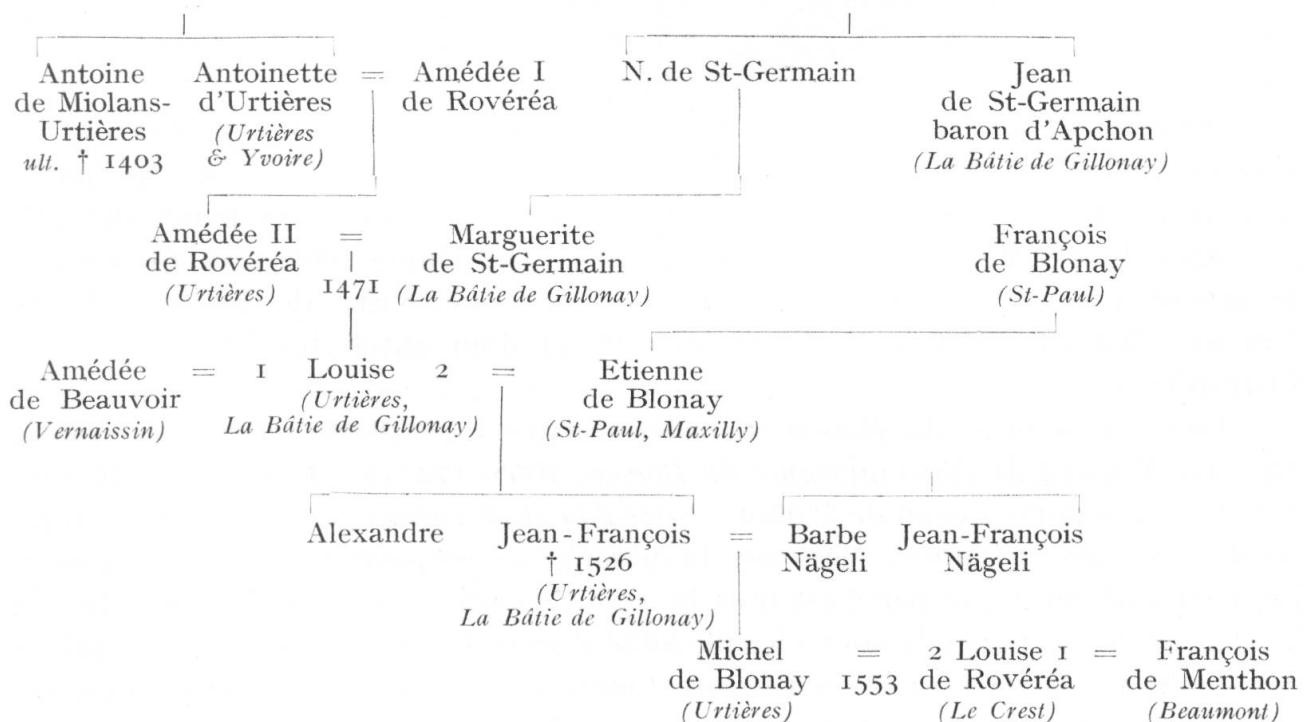 Antoine Antoinette = Amédée I N. de St-Germain Jean
de Miolans- d'Urtières de Rovéréa de St-Germain
Urtières (Urtières baron d'Apchon
ult. † 1403 & Yvoire) (La Bâtie de Gillonay)
Amédée II = Marguerite François
de Rovéréa de St-Germain de Blonay
(Urtières) 1471 (La Bâtie de Gillonay) (St-Paul)
Amédée = 1 Louise 2 = Etienne
de Beauvoir (Urtières, de Blonay
(Vernaissin) La Bâtie de Gillonay) (St-Paul, Maxilly)
Alexandre Jean-François = Barbe Jean-François
† 1526 Nägeli Nägeli
(Urtières,
La Bâtie de Gillonay)
Michel = 2 Louise 1 = François
de Blonay 1553 de Rovéréa de Menthon
(Urtières) (Le Crest) (Beaumont)